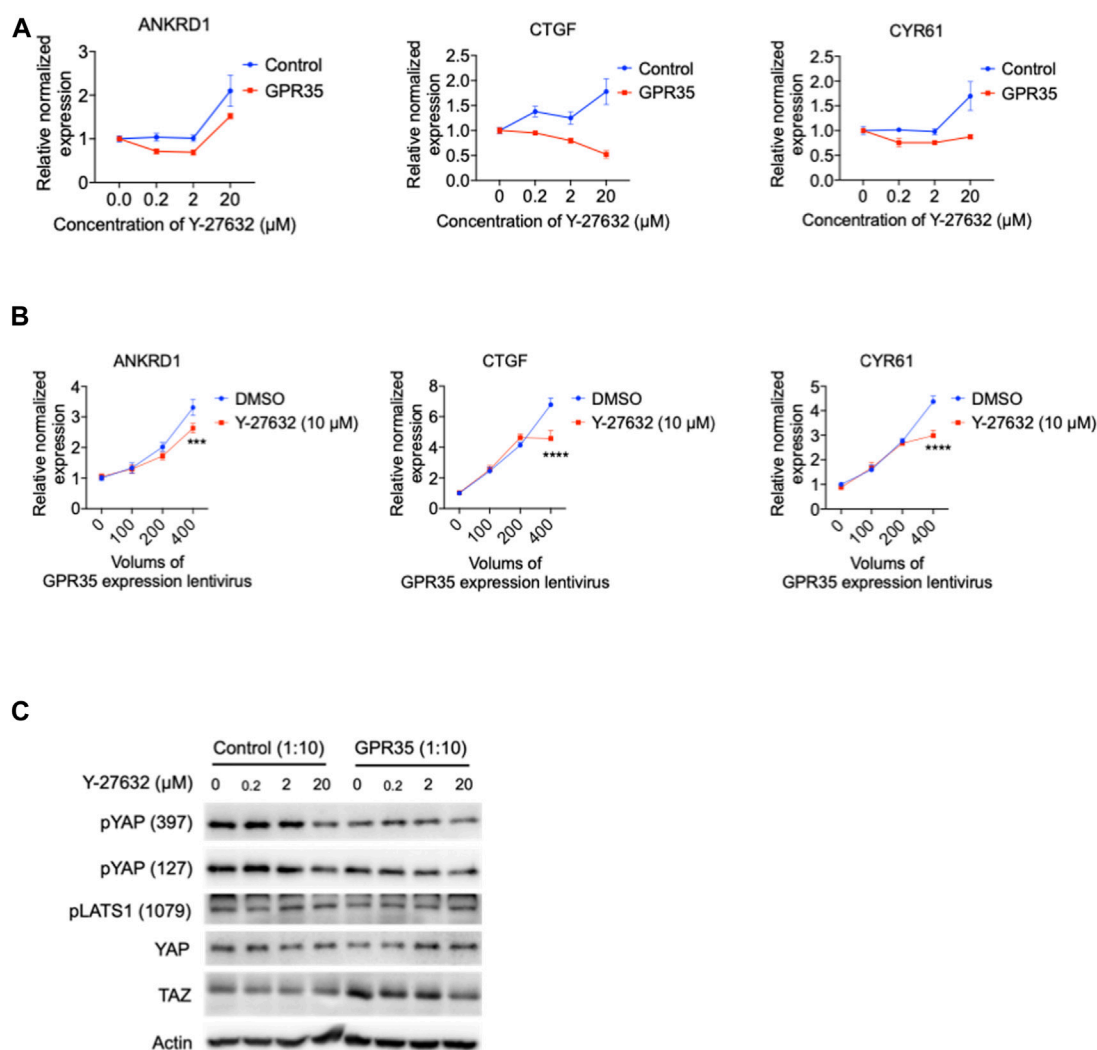 A
ANKRD1
Relative normalized
expression
3
2
1
0
0.0 0.2 2 20
Concentration of Y-27632 (µM)
Control
GPR35
CTGF
Relative normalized
expression
2.5
2.0
1.5
1.0
0.5
0.0
0 0.2 2 20
Concentration of Y-27632 (µM)
Control
GPR35
CYR61
Relative normalized
expression
2.5
2.0
1.5
1.0
0.5
0.0
0 0.2 2 20
Concentration of Y-27632 (µM)
Control
GPR35
B
ANKRD1
Relative normalized
expression
4
3
2
1
0
0 100 200 400
Volums of
GPR35 expression lentivirus
DMSO
Y-27632 (10 µM)
***
CTGF
Relative normalized
expression
8
6
4
2
0
0 100 200 400
Volums of
GPR35 expression lentivirus
DMSO
Y-27632 (10 µM)
****
CYR61
Relative normalized
expression
5
4
3
2
1
0
0 100 200 400
Volums of
GPR35 expression lentivirus
DMSO
Y-27632 (10 µM)
****
C
Control (1:10) GPR35 (1:10)
Y-27632 (µM) 0 0.2 2 20 0 0.2 2 20
pYAP (397)
pYAP (127)
pLATS1 (1079)
YAP
TAZ
Actin